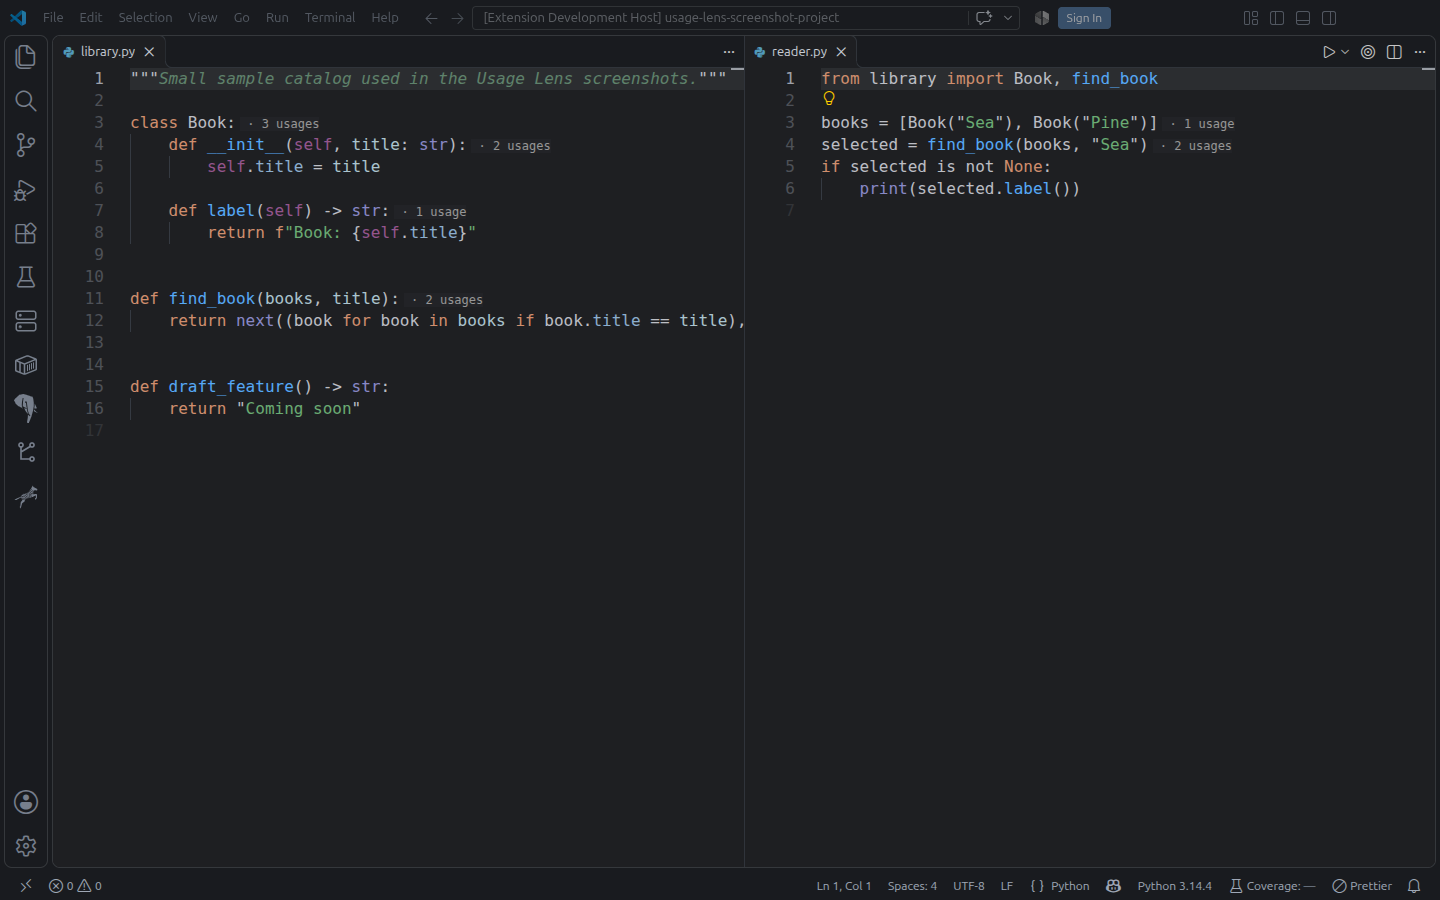 File Edit Selection View Go Run Terminal Help
[Extension Development Host] usage-lens-screenshot-project
Sign In
library.py
1 """Small sample catalog used in the Usage Lens screenshots."""
2
3 class Book: · 3 usages
4     def __init__(self, title: str): · 2 usages
5         self.title = title
6
7     def label(self) -> str: · 1 usage
8         return f"Book: {self.title}"
9
10
11 def find_book(books, title): · 2 usages
12     return next((book for book in books if book.title == title),
13
14
15 def draft_feature() -> str:
16     return "Coming soon"
17
reader.py
1 from library import Book, find_book
2
3 books = [Book("Sea"), Book("Pine")] · 1 usage
4 selected = find_book(books, "Sea") · 2 usages
5 if selected is not None:
6     print(selected.label())
7
0 0
Ln 1, Col 1 Spaces: 4 UTF-8 LF { } Python Python 3.14.4 Coverage: — Prettier